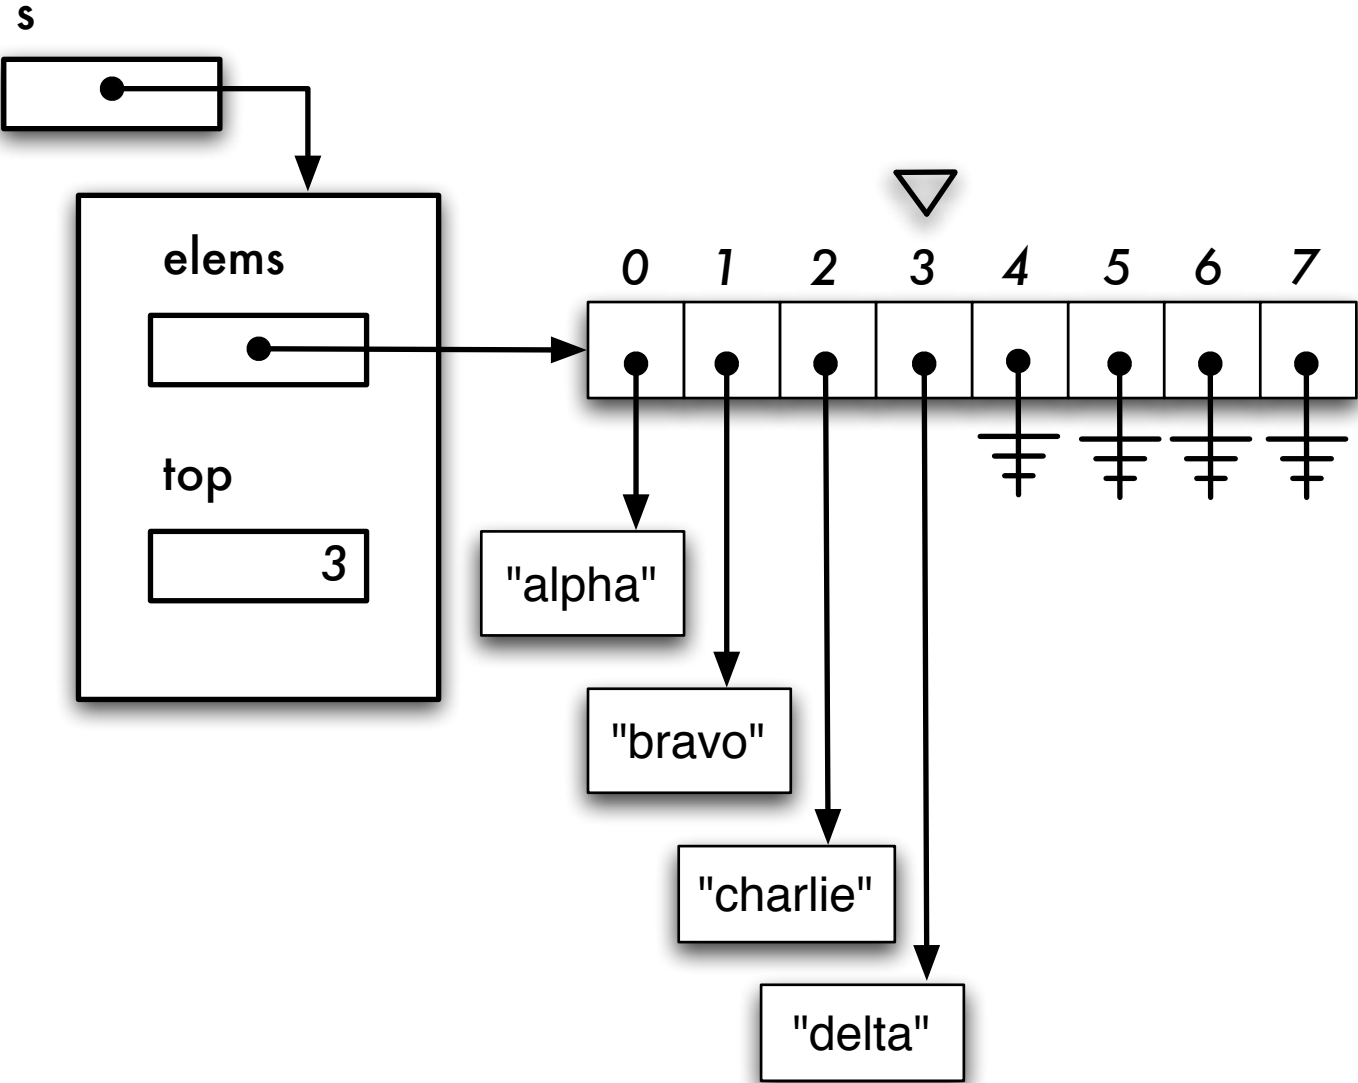 s
elems
0 1 2 3 4 5 6 7
top
3
"alpha"
"bravo"
"charlie"
"delta"